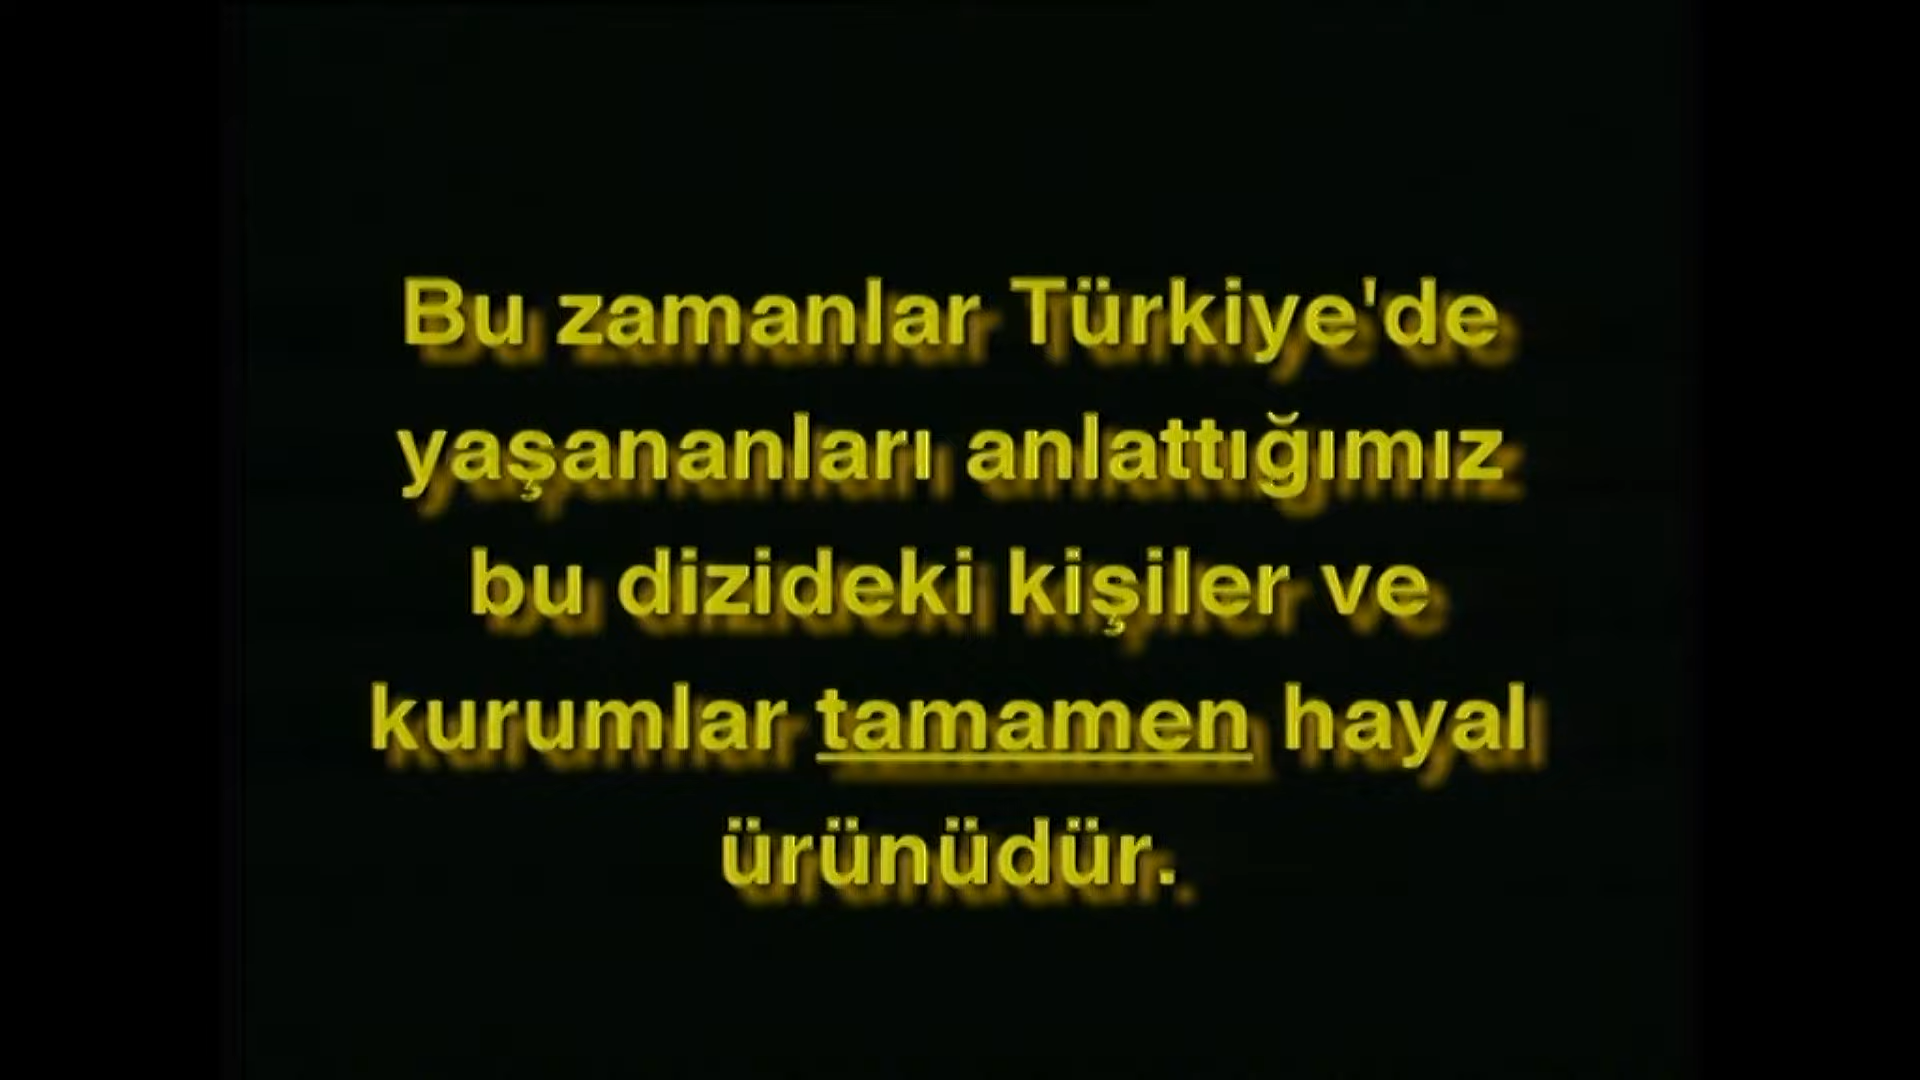 Bu zamanlar Türkiye'de
yaşananları anlattığımız
bu dizideki kişiler ve
kurumlar tamamen hayal
ürünüdür.